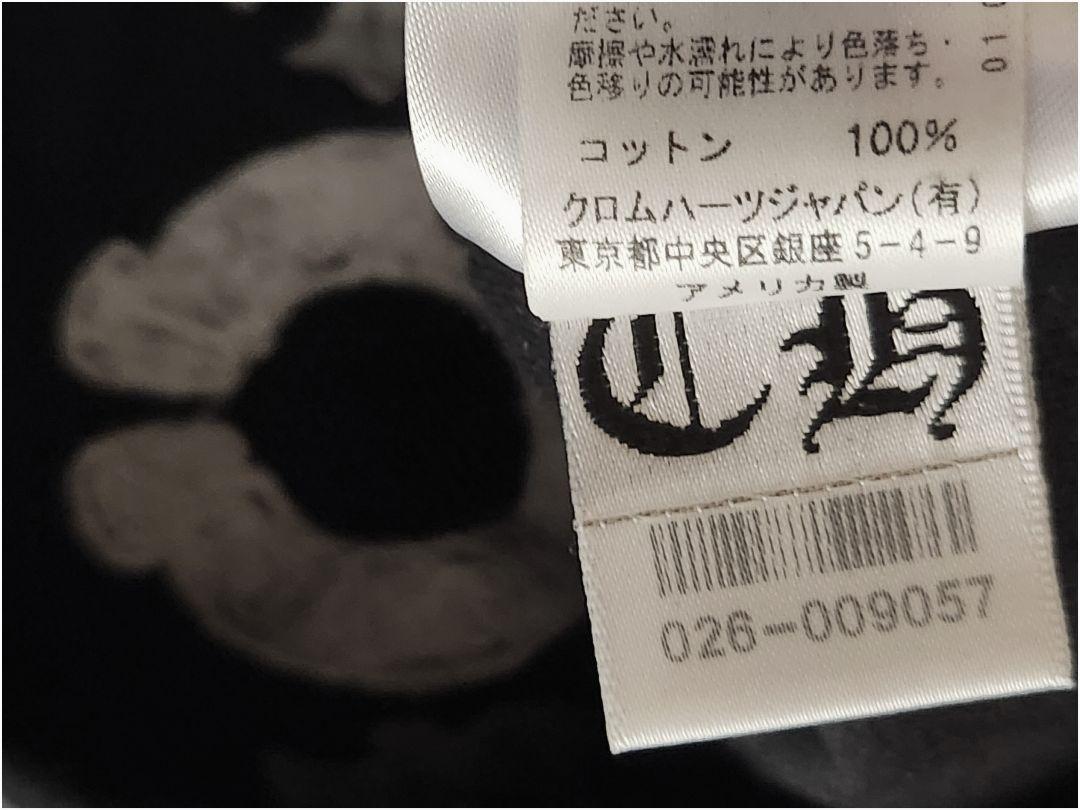 ださい。
摩擦や水濡れにより色落ち・
色移りの可能性があります。
コットン 100%
クロムハーツジャパン(有)
東京都中央区銀座5-4-9
アメリカ製
CH
026-009057